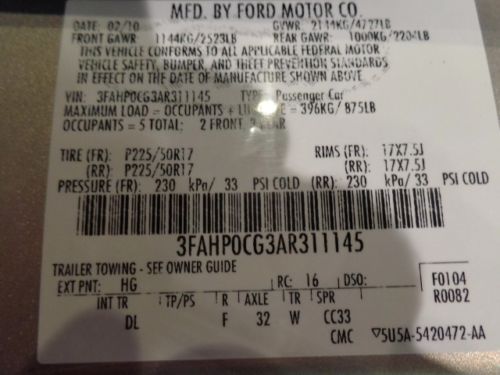 MFD. BY FORD MOTOR CO.
DATE: 02/10 GVWR: 2144KG/4727LB
FRONT GAWR: 1144KG/2523LB REAR GAWR: 1000KG/2204LB
THIS VEHICLE CONFORMS TO ALL APPLICABLE FEDERAL MOTOR
VEHICLE SAFETY, BUMPER, AND THEFT PREVENTION STANDARDS
IN EFFECT ON THE DATE OF MANUFACTURE SHOWN ABOVE
VIN: 3FAHP0CG3AR311145 TYPE: Passenger Car
MAXIMUM LOAD = OCCUPANTS + LUGGAGE = 396KG/ 875LB
OCCUPANTS = 5 TOTAL: 2 FRONT, 3 REAR
TIRE (FR): P225/50R17 RIMS (FR): 17X7.5J
(RR): P225/50R17 (RR): 17X7.5J
PRESSURE (FR): 230 kPa/ 33 PSI COLD (RR): 230 kPa/ 33 PSI COLD
3FAHP0CG3AR311145
TRAILER TOWING - SEE OWNER GUIDE
EXT PNT: HG RC: 16 DSO: F0104
R0082
INT TR TP/PS R AXLE TR SPR
DL F 32 W CC33
CMC ▽5U5A-5420472-AA